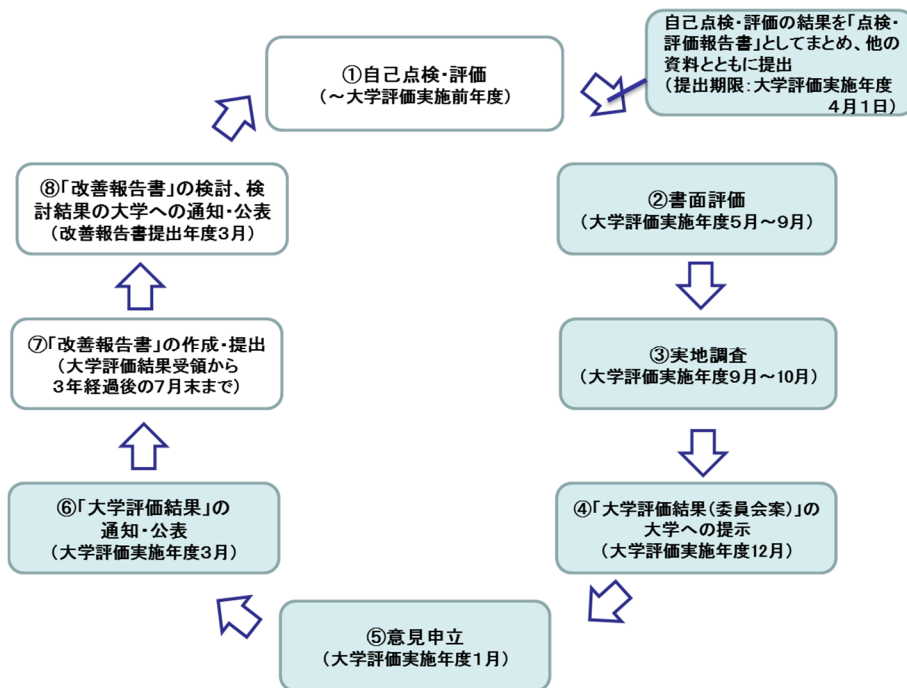 ①自己点検・評価
(～大学評価実施前年度)
自己点検・評価の結果を「点検・
評価報告書」としてまとめ、他の
資料とともに提出
(提出期限：大学評価実施年度
4月1日)
②書面評価
(大学評価実施年度5月～9月)
③実地調査
(大学評価実施年度9月～10月)
④「大学評価結果(委員会案)」の
大学への提示
(大学評価実施年度12月)
⑤意見申立
(大学評価実施年度1月)
⑥「大学評価結果」の
通知・公表
(大学評価実施年度3月)
⑦「改善報告書」の作成・提出
(大学評価結果受領から
3年経過後の7月末まで)
⑧「改善報告書」の検討、検
討結果の大学への通知・公表
(改善報告書提出年度3月)